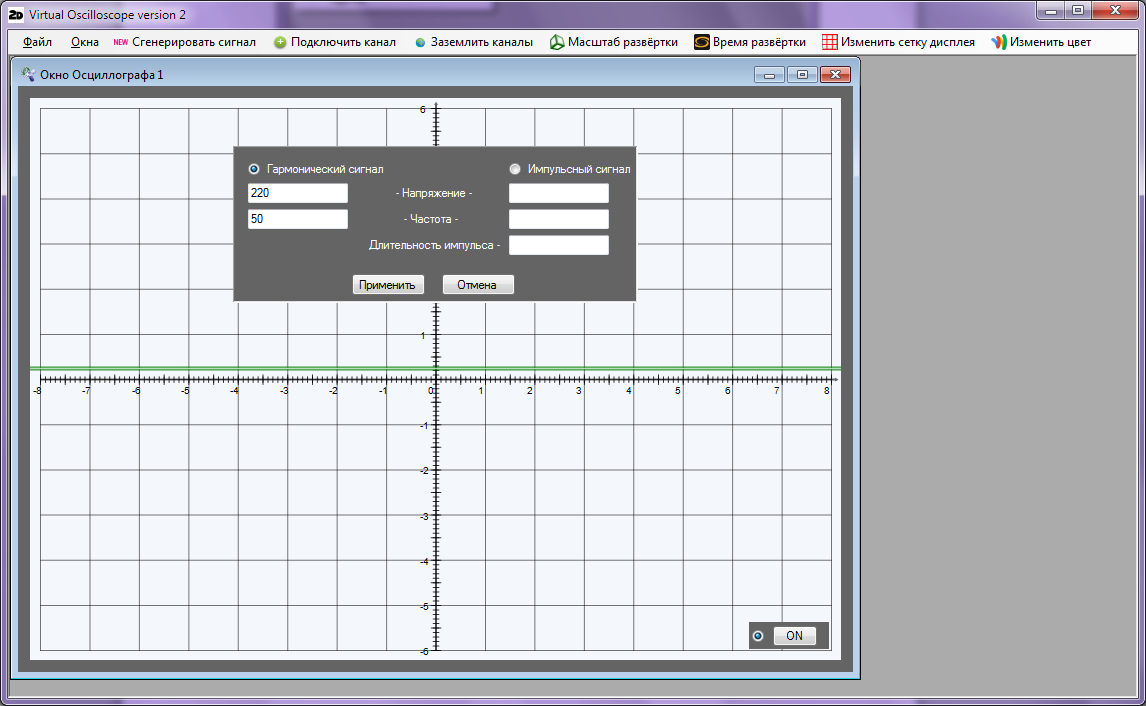 2D Virtual Oscilloscope version 2
Файл Окна NEW Сгенерировать сигнал Подключить канал Заземлить каналы Масштаб развёртки Время развёртки Изменить сетку дисплея Изменить цвет
Окно Осциллографа 1
6
Гармонический сигнал Импульсный сигнал
220 - Напряжение -
50 - Частота -
Длительность импульса -
Применить Отмена
1
-8 -7 -6 -5 -4 -3 -2 -1 0 1 2 3 4 5 6 7 8
-1
-2
-3
-4
-5
ON
-6